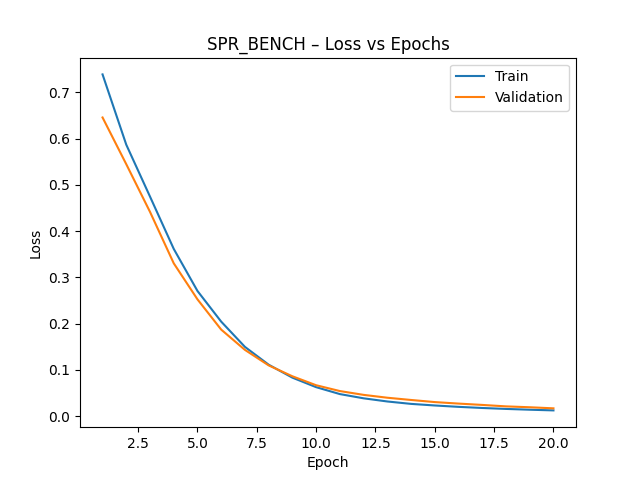 SPR_BENCH – Loss vs Epochs
Train
Validation
0.7
0.6
0.5
0.4
0.3
0.2
0.1
0.0
Loss
2.5 5.0 7.5 10.0 12.5 15.0 17.5 20.0
Epoch